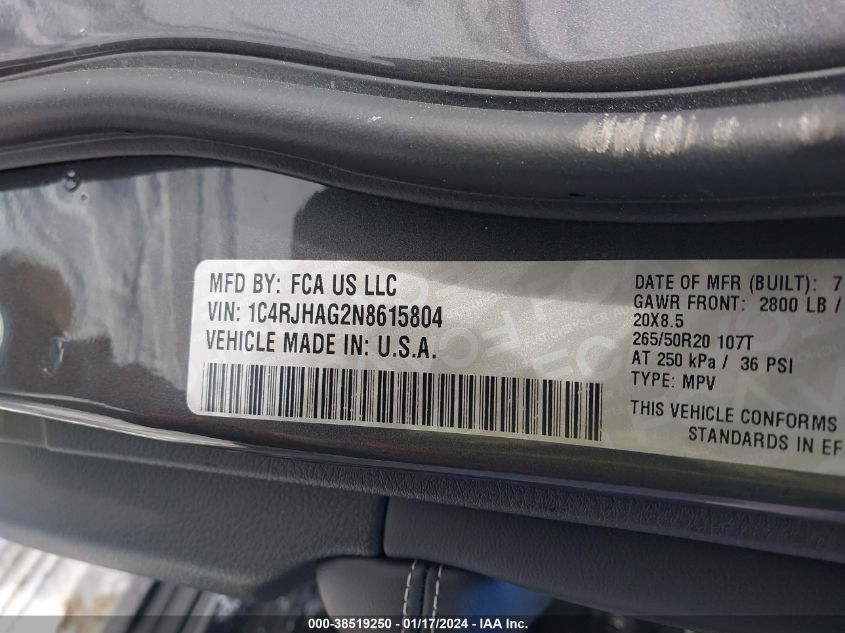 MFD BY: FCA US LLC
VIN: 1C4RJHAG2N8615804
VEHICLE MADE IN: U.S.A.
DATE OF MFR (BUILT): 7
GAWR FRONT: 2800 LB /
20X8.5
265/50R20 107T
AT 250 kPa / 36 PSI
TYPE: MPV
THIS VEHICLE CONFORMS
STANDARDS IN EF
000-38519250 - 01/17/2024 - IAAI Inc.